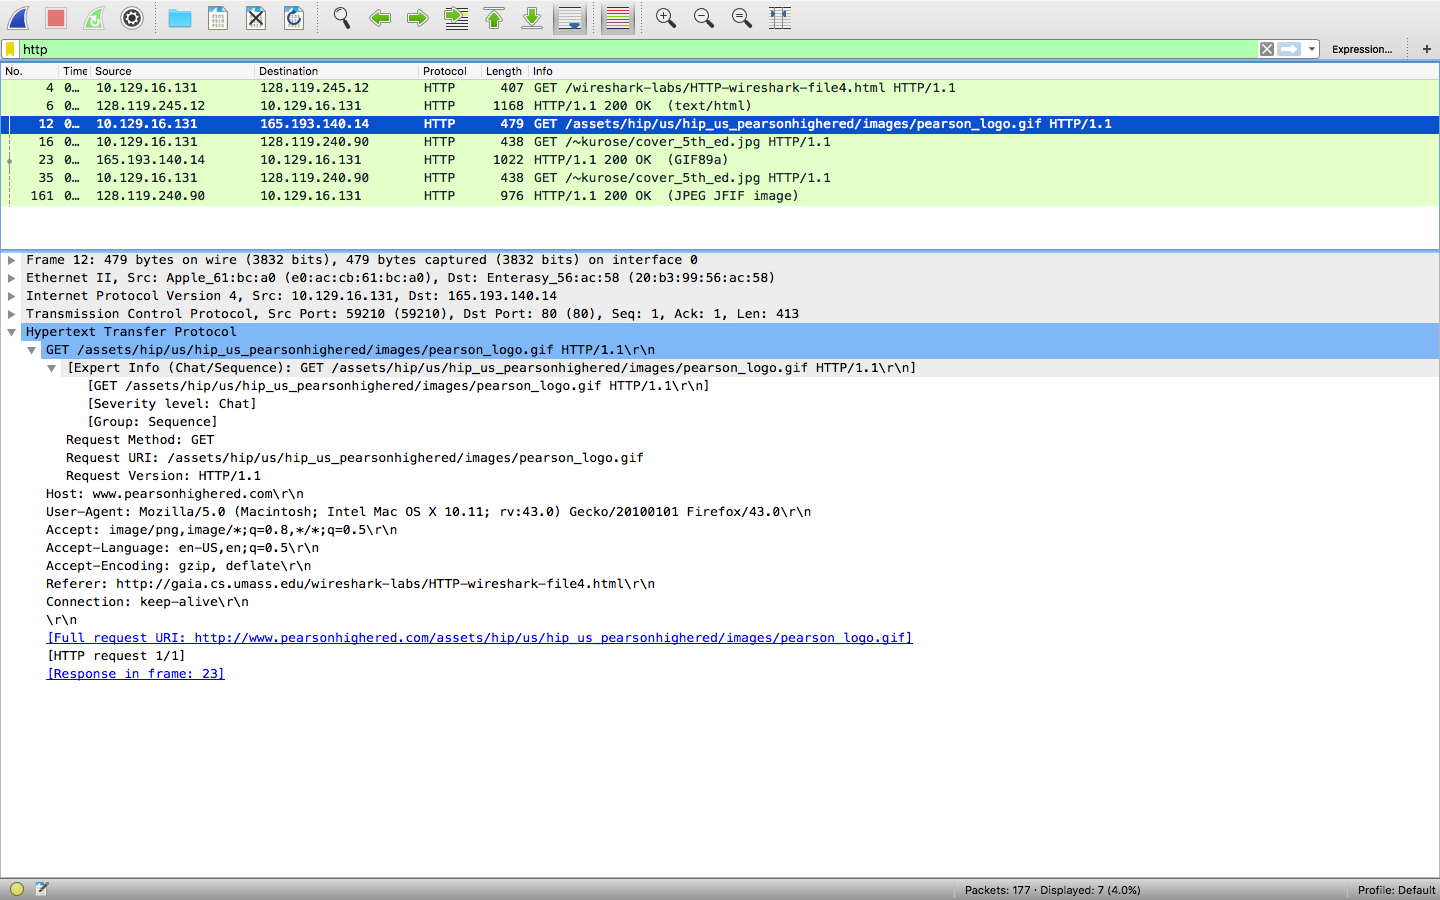 http
Expression...
+
No. Time Source Destination Protocol Length Info
4 0... 10.129.16.131 128.119.245.12 HTTP 407 GET /wireshark-labs/HTTP-wireshark-file4.html HTTP/1.1
6 0... 128.119.245.12 10.129.16.131 HTTP 1168 HTTP/1.1 200 OK (text/html)
12 0... 10.129.16.131 165.193.140.14 HTTP 479 GET /assets/hip/us/hip_us_pearsonhighered/images/pearson_logo.gif HTTP/1.1
16 0... 10.129.16.131 128.119.240.90 HTTP 438 GET /~kurose/cover_5th_ed.jpg HTTP/1.1
23 0... 165.193.140.14 10.129.16.131 HTTP 1022 HTTP/1.1 200 OK (GIF89a)
35 0... 10.129.16.131 128.119.240.90 HTTP 438 GET /~kurose/cover_5th_ed.jpg HTTP/1.1
161 0... 128.119.240.90 10.129.16.131 HTTP 976 HTTP/1.1 200 OK (JPEG JFIF image)
Frame 12: 479 bytes on wire (3832 bits), 479 bytes captured (3832 bits) on interface 0
Ethernet II, Src: Apple_61:bc:a0 (e0:ac:cb:61:bc:a0), Dst: Enterasy_56:ac:58 (20:b3:99:56:ac:58)
Internet Protocol Version 4, Src: 10.129.16.131, Dst: 165.193.140.14
Transmission Control Protocol, Src Port: 59210 (59210), Dst Port: 80 (80), Seq: 1, Ack: 1, Len: 413
Hypertext Transfer Protocol
GET /assets/hip/us/hip_us_pearsonhighered/images/pearson_logo.gif HTTP/1.1\r\n
[Expert Info (Chat/Sequence): GET /assets/hip/us/hip_us_pearsonhighered/images/pearson_logo.gif HTTP/1.1\r\n]
[GET /assets/hip/us/hip_us_pearsonhighered/images/pearson_logo.gif HTTP/1.1\r\n]
[Severity level: Chat]
[Group: Sequence]
Request Method: GET
Request URI: /assets/hip/us/hip_us_pearsonhighered/images/pearson_logo.gif
Request Version: HTTP/1.1
Host: www.pearsonhighered.com\r\n
User-Agent: Mozilla/5.0 (Macintosh; Intel Mac OS X 10.11; rv:43.0) Gecko/20100101 Firefox/43.0\r\n
Accept: image/png,image/*;q=0.8,*/*;q=0.5\r\n
Accept-Language: en-US,en;q=0.5\r\n
Accept-Encoding: gzip, deflate\r\n
Referer: http://gaia.cs.umass.edu/wireshark-labs/HTTP-wireshark-file4.html\r\n
Connection: keep-alive\r\n
\r\n
[Full request URI: http://www.pearsonhighered.com/assets/hip/us/hip_us_pearsonhighered/images/pearson_logo.gif]
[HTTP request 1/1]
[Response in frame: 23]
Packets: 177 · Displayed: 7 (4.0%)
Profile: Default